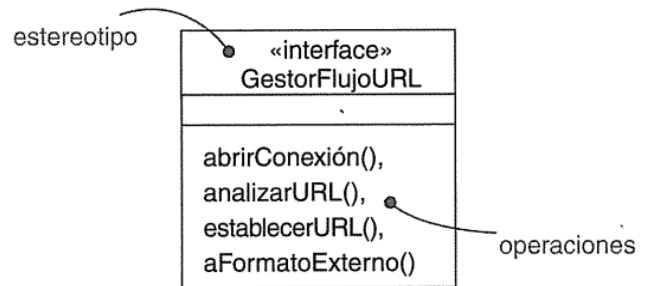 estereotipo
«interface»
GestorFlujoURL
abrirConexión(),
analizarURL(),
establecerURL(),
aFormatoExterno()
operaciones